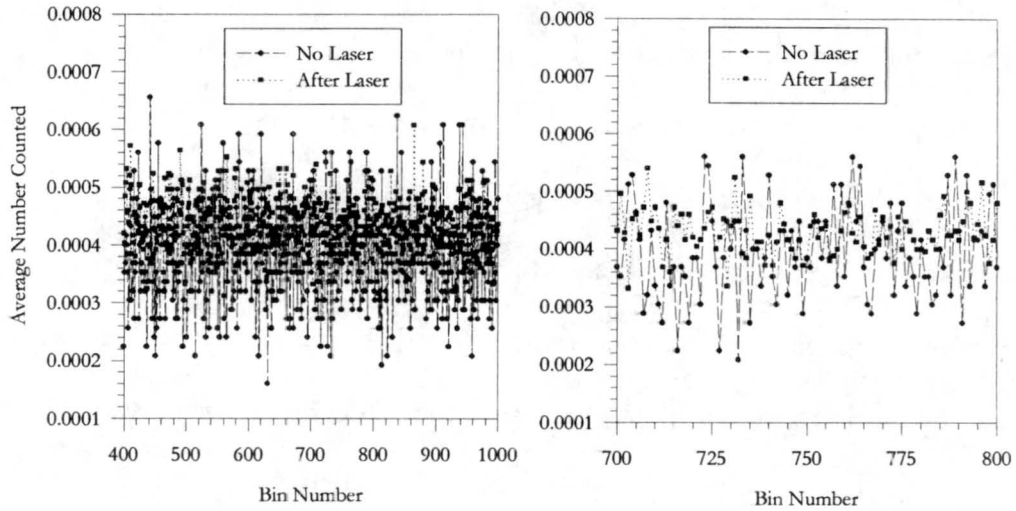 0.0008
0.0007
0.0006
0.0005
0.0004
0.0003
0.0002
0.0001
Average Number Counted
No Laser
After Laser
400 500 600 700 800 900 1000
Bin Number
0.0008
0.0007
0.0006
0.0005
0.0004
0.0003
0.0002
0.0001
No Laser
After Laser
700 725 750 775 800
Bin Number